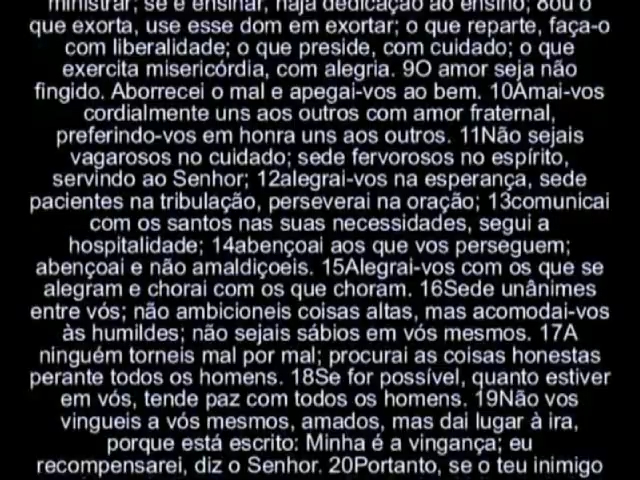 ministrar; se é ensinar, haja dedicação ao ensino; 8ou o
que exorta, use esse dom em exortar; o que reparte, faça-o
com liberalidade; o que preside, com cuidado; o que
exercita misericórdia, com alegria. 9O amor seja não
fingido. Aborrecei o mal e apegai-vos ao bem. 10Amai-vos
cordialmente uns aos outros com amor fraternal,
preferindo-vos em honra uns aos outros. 11Não sejais
vagarosos no cuidado; sede fervorosos no espírito,
servindo ao Senhor; 12alegrai-vos na esperança, sede
pacientes na tribulação, perseverai na oração; 13comunicai
com os santos nas suas necessidades, segui a
hospitalidade; 14abençoai aos que vos perseguem;
abençoai e não amaldiçoeis. 15Alegrai-vos com os que se
alegram e chorai com os que choram. 16Sede unânimes
entre vós; não ambicioneis coisas altas, mas acomodai-vos
às humildes; não sejais sábios em vós mesmos. 17A
ninguém torneis mal por mal; procurai as coisas honestas
perante todos os homens. 18Se for possível, quanto estiver
em vós, tende paz com todos os homens. 19Não vos
vingueis a vós mesmos, amados, mas dai lugar à ira,
porque está escrito: Minha é a vingança; eu
recompensarei, diz o Senhor. 20Portanto, se o teu inimigo